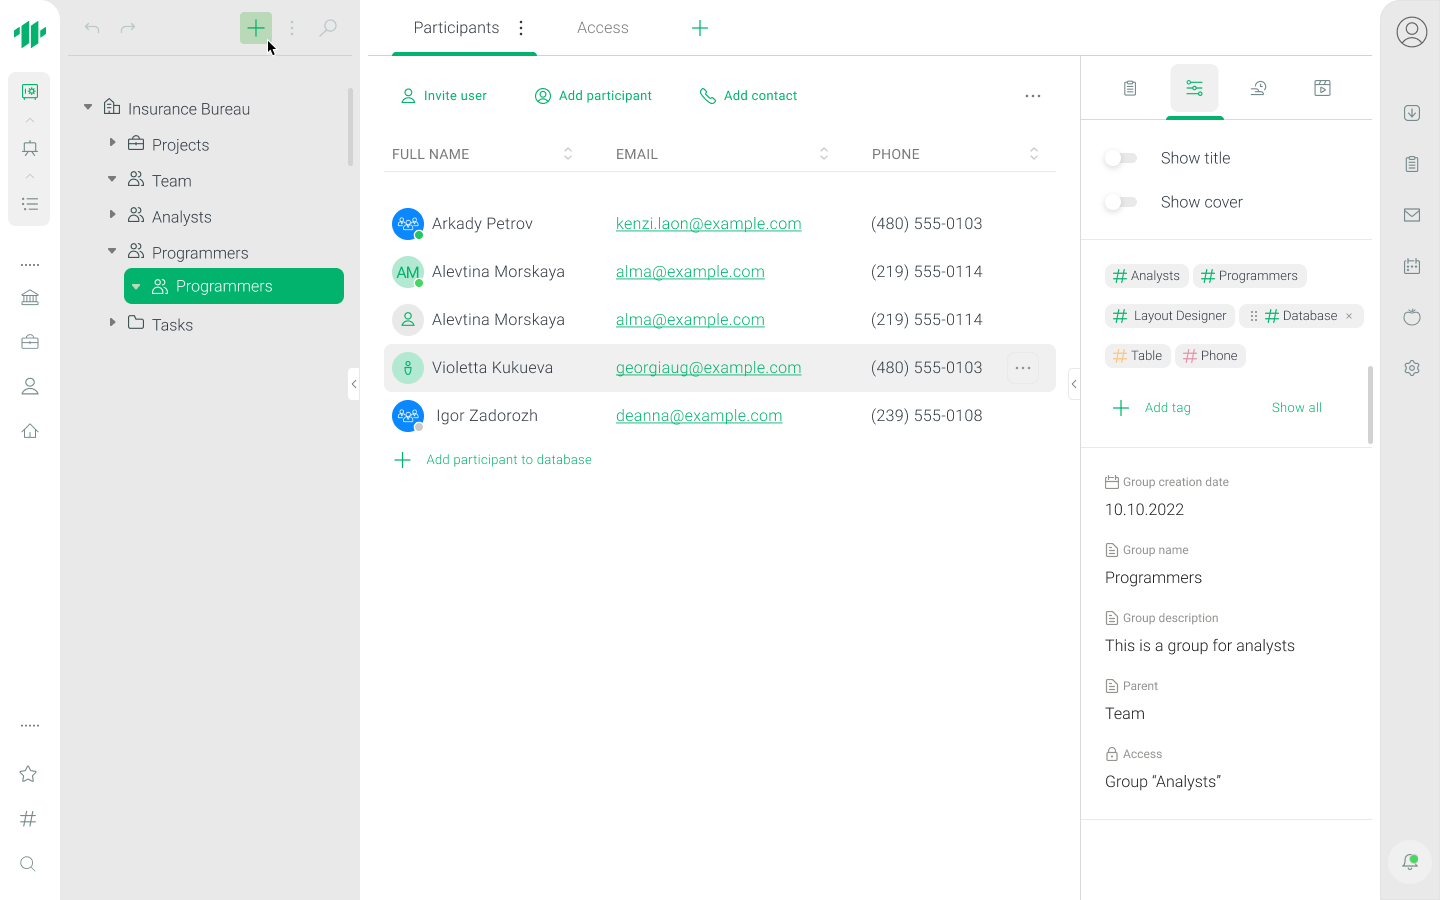 Participants
Access
Insurance Bureau
Projects
Team
Analysts
Programmers
Programmers
Tasks
Invite user
Add participant
Add contact
FULL NAME EMAIL PHONE
Arkady Petrov kenzi.laon@example.com (480) 555-0103
AM Alevtina Morskaya alma@example.com (219) 555-0114
Alevtina Morskaya alma@example.com (219) 555-0114
Violetta Kukueva georgiaug@example.com (480) 555-0103
Igor Zadorozh deanna@example.com (239) 555-0108
Add participant to database
Show title
Show cover
# Analysts # Programmers
# Layout Designer # Database ×
# Table # Phone
Add tag Show all
Group creation date
10.10.2022
Group name
Programmers
Group description
This is a group for analysts
Parent
Team
Access
Group “Analysts”